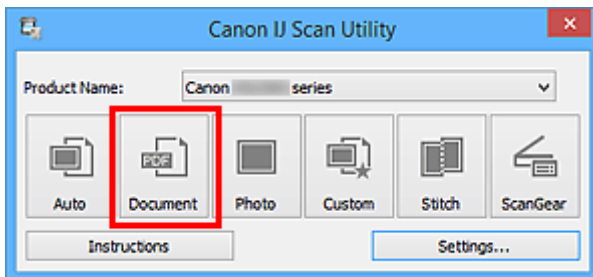 Canon IJ Scan Utility
Product Name: Canon series
PDF
Auto Document Photo Custom Stitch ScanGear
Instructions Settings...